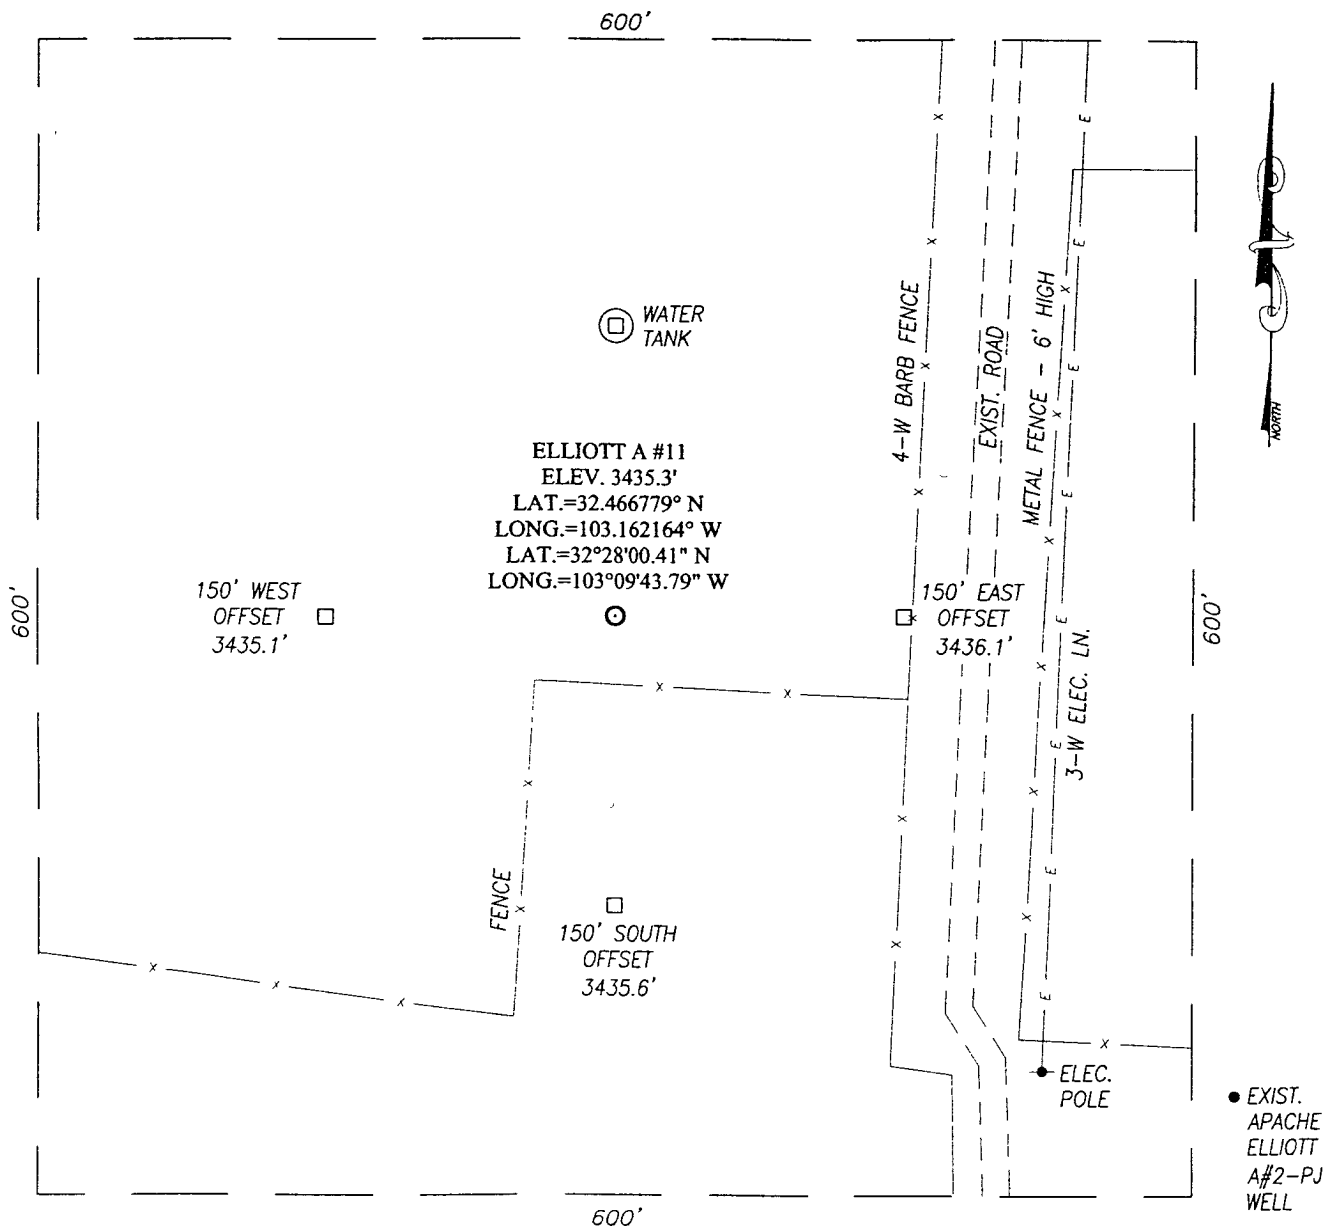 600'
WATER
TANK
4-W BARB FENCE
EXIST. ROAD
METAL FENCE - 6' HIGH
NORTH
ELLIOTT A #11
ELEV. 3435.3'
LAT.=32.466779° N
LONG.=103.162164° W
LAT.=32°28'00.41" N
LONG.=103°09'43.79" W
600'
150' WEST
OFFSET
3435.1'
150' EAST
OFFSET
3436.1'
600'
3-W ELEC. LN.
FENCE
150' SOUTH
OFFSET
3435.6'
ELEC.
POLE
EXIST.
APACHE
ELLIOTT
A#2-PJ
WELL
600'